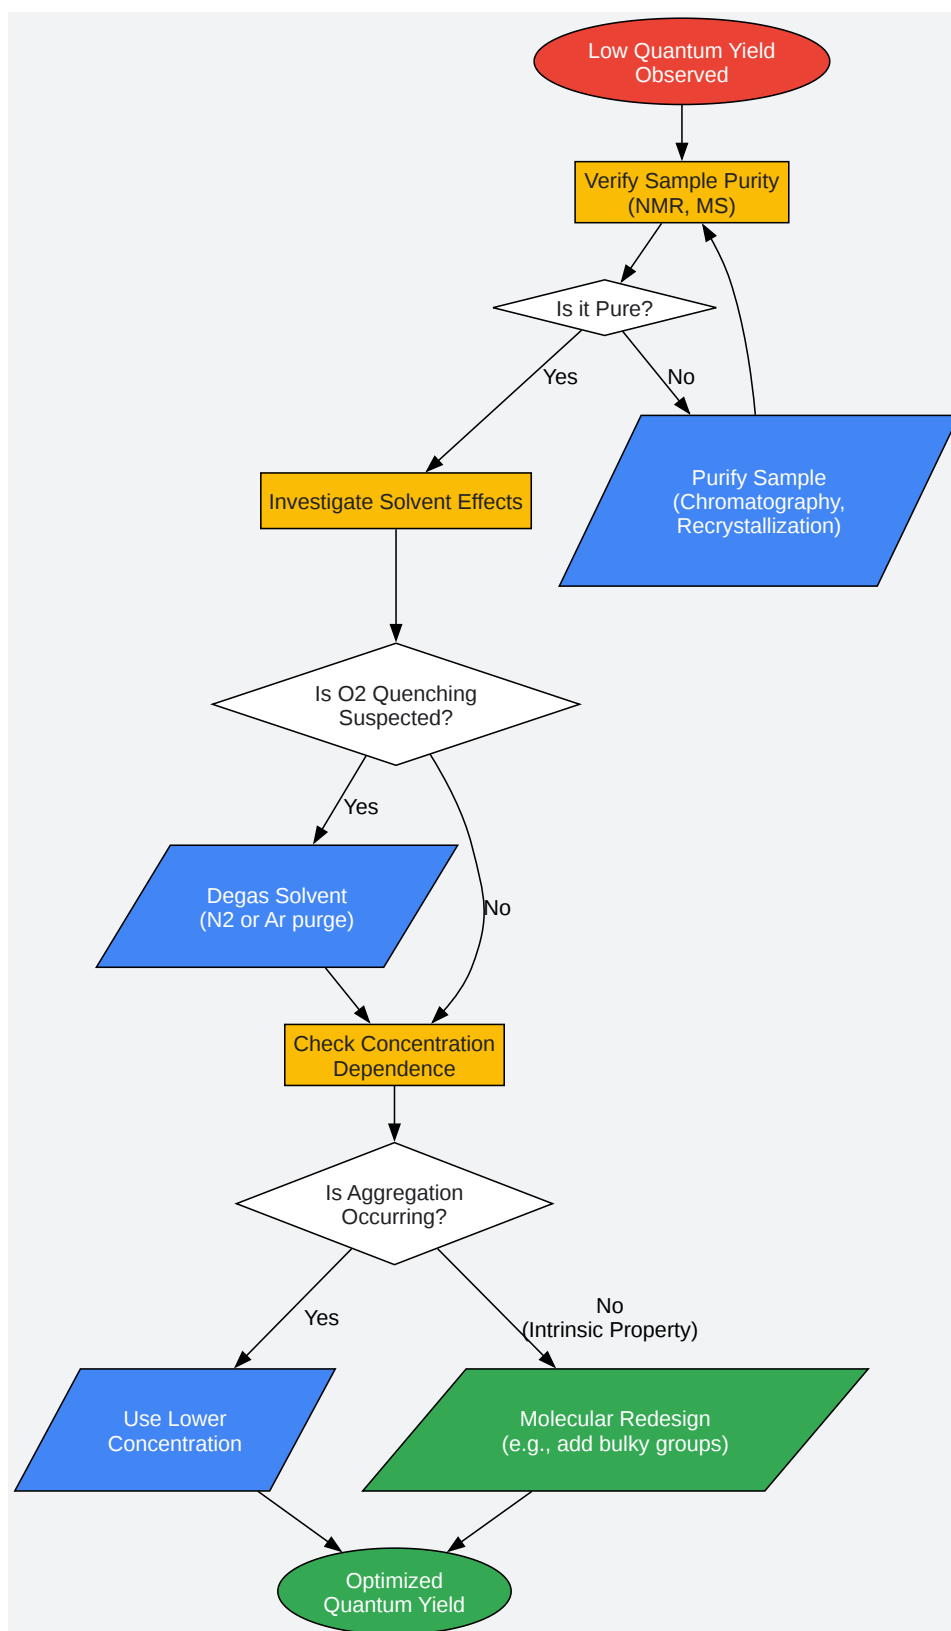 Low Quantum Yield
Observed
Verify Sample Purity
(NMR, MS)
Is it Pure?
Yes
No
Purify Sample
(Chromatography,
Recrystallization)
Investigate Solvent Effects
Is O2 Quenching
Suspected?
Yes
Degas Solvent
(N2 or Ar purge)
No
Check Concentration
Dependence
Is Aggregation
Occurring?
Yes
No
(Intrinsic Property)
Use Lower
Concentration
Molecular Redesign
(e.g., add bulky groups)
Optimized
Quantum Yield